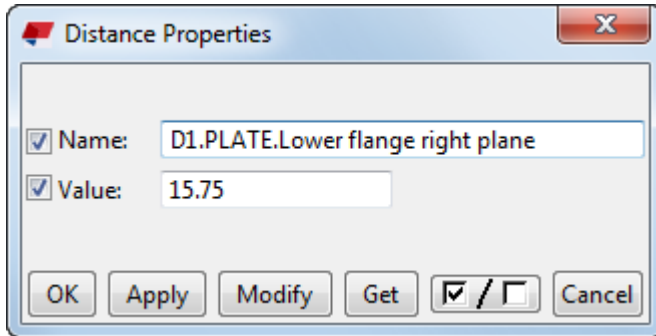 Distance Properties
Name: D1.PLATE.Lower flange right plane
Value: 15.75
OK Apply Modify Get / Cancel